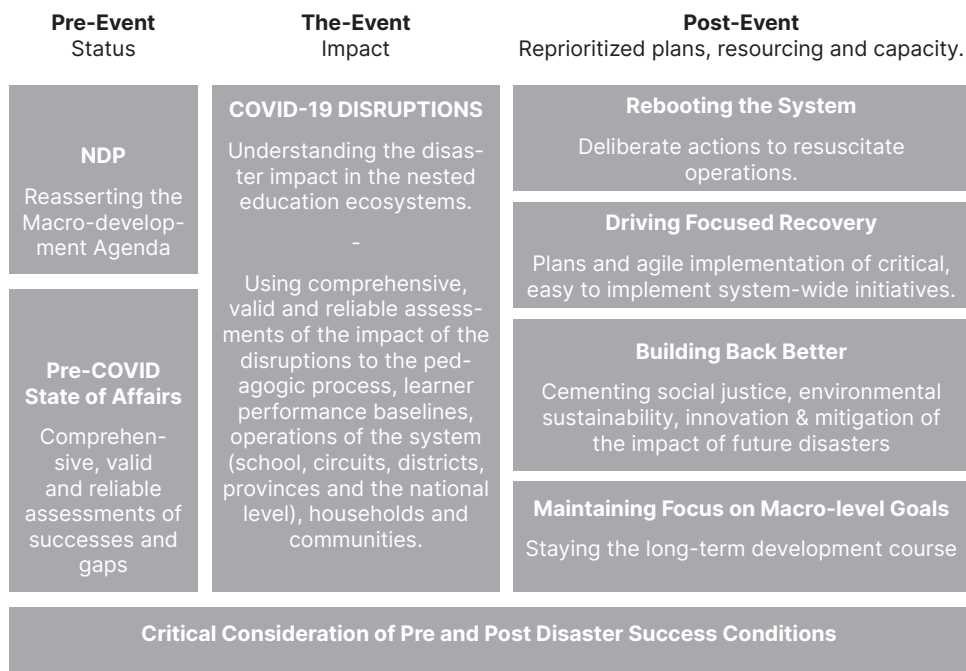 Pre-Event
Status
NDP
Reasserting the
Macro-develop-
ment Agenda
Pre-COVID
State of Affairs
Comprehen-
sive, valid
and reliable
assessments of
successes and
gaps
The-Event
Impact
COVID-19 DISRUPTIONS
Understanding the disas-
ter impact in the nested
education ecosystems.
-
Using comprehensive,
valid and reliable assess-
ments of the impact of the
disruptions to the ped-
agogic process, learner
performance baselines,
operations of the system
(school, circuits, districts,
provinces and the national
level), households and
communities.
Post-Event
Reprioritized plans, resourcing and capacity.
Rebooting the System
Deliberate actions to resuscitate
operations.
Driving Focused Recovery
Plans and agile implementation of critical,
easy to implement system-wide initiatives.
Building Back Better
Cementing social justice, environmental
sustainability, innovation & mitigation of
the impact of future disasters
Maintaining Focus on Macro-level Goals
Staying the long-term development course
Critical Consideration of Pre and Post Disaster Success Conditions